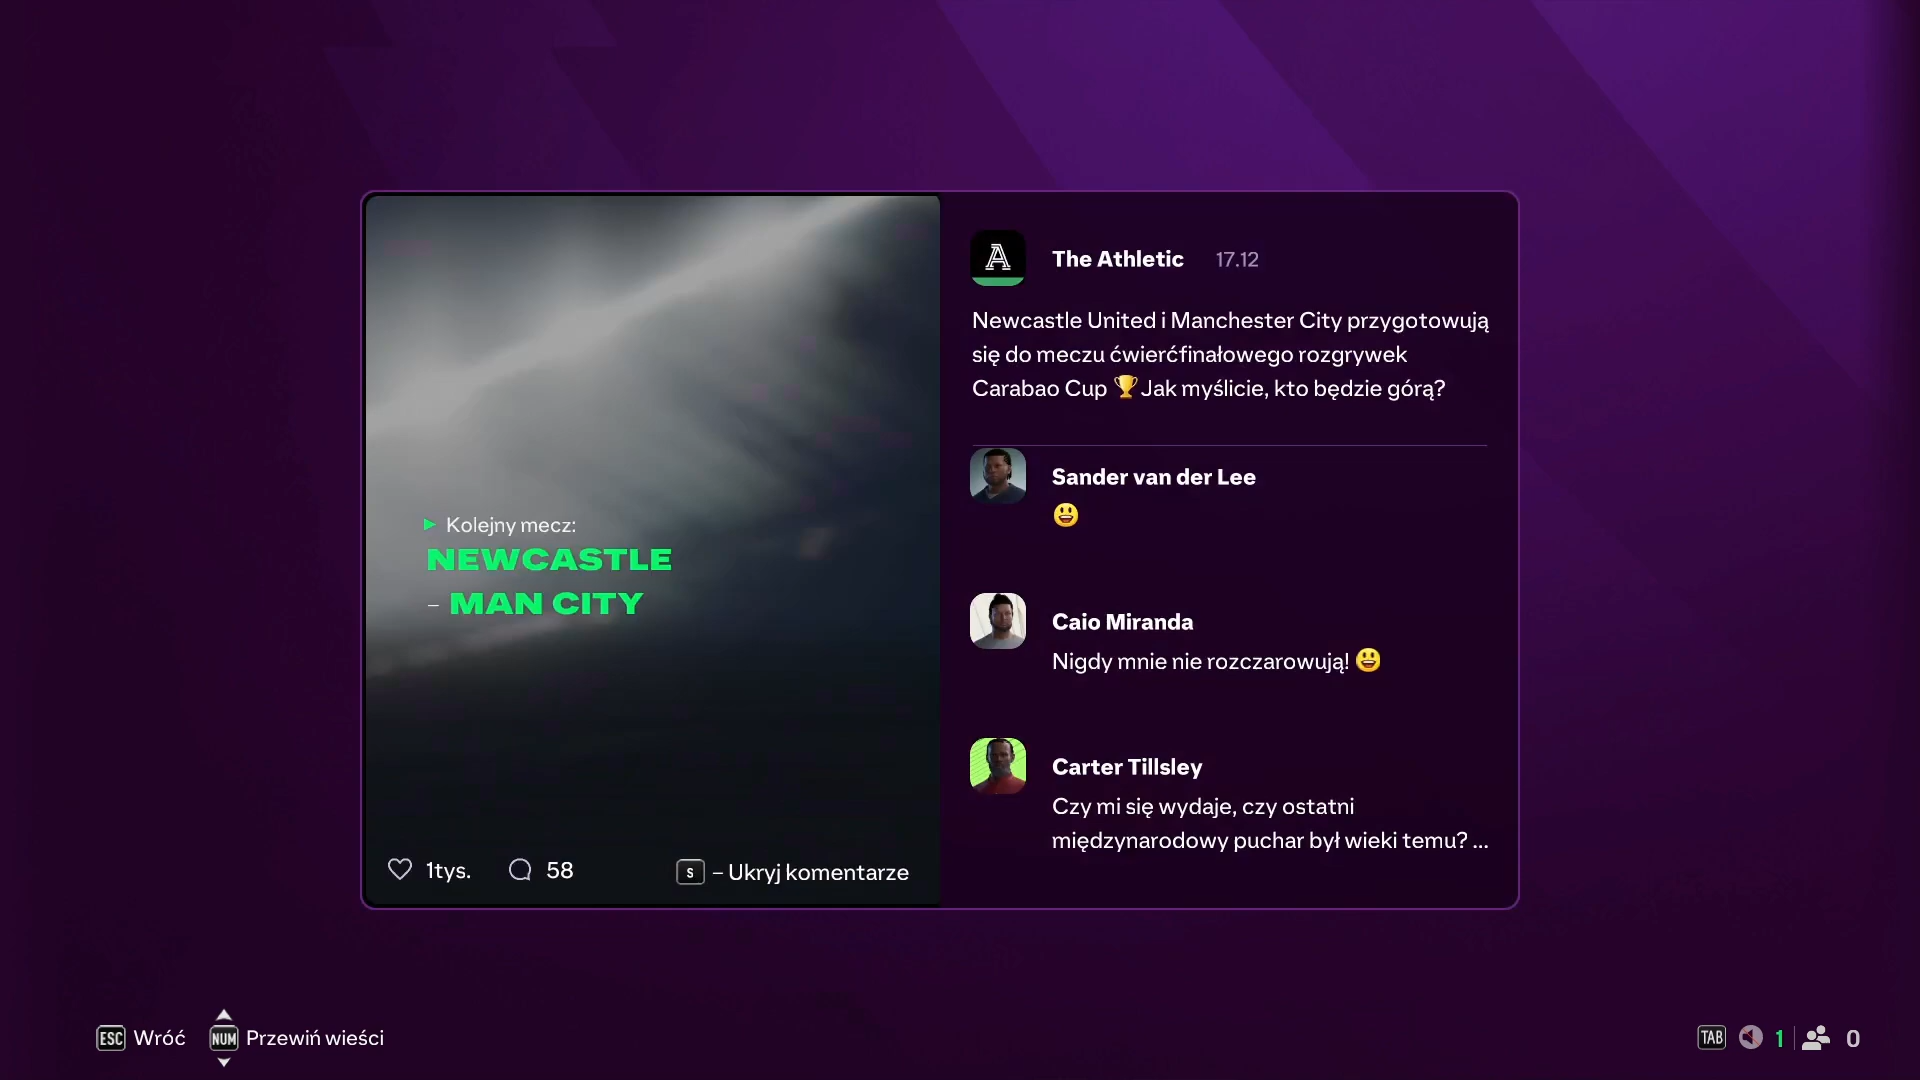 Kolejny mecz:
NEWCASTLE
– MAN CITY
1tys.
58
S – Ukryj komentarze
A
The Athletic 17.12
Newcastle United i Manchester City przygotowują
się do meczu ćwierćfinałowego rozgrywek
Carabao Cup 🏆Jak myślicie, kto będzie górą?
Sander van der Lee
😃
Caio Miranda
Nigdy mnie nie rozczarowują! 😃
Carter Tillsley
Czy mi się wydaje, czy ostatni
międzynarodowy puchar był wieki temu? ...
ESC Wróć NUM Przewiń wieści
TAB 1 0